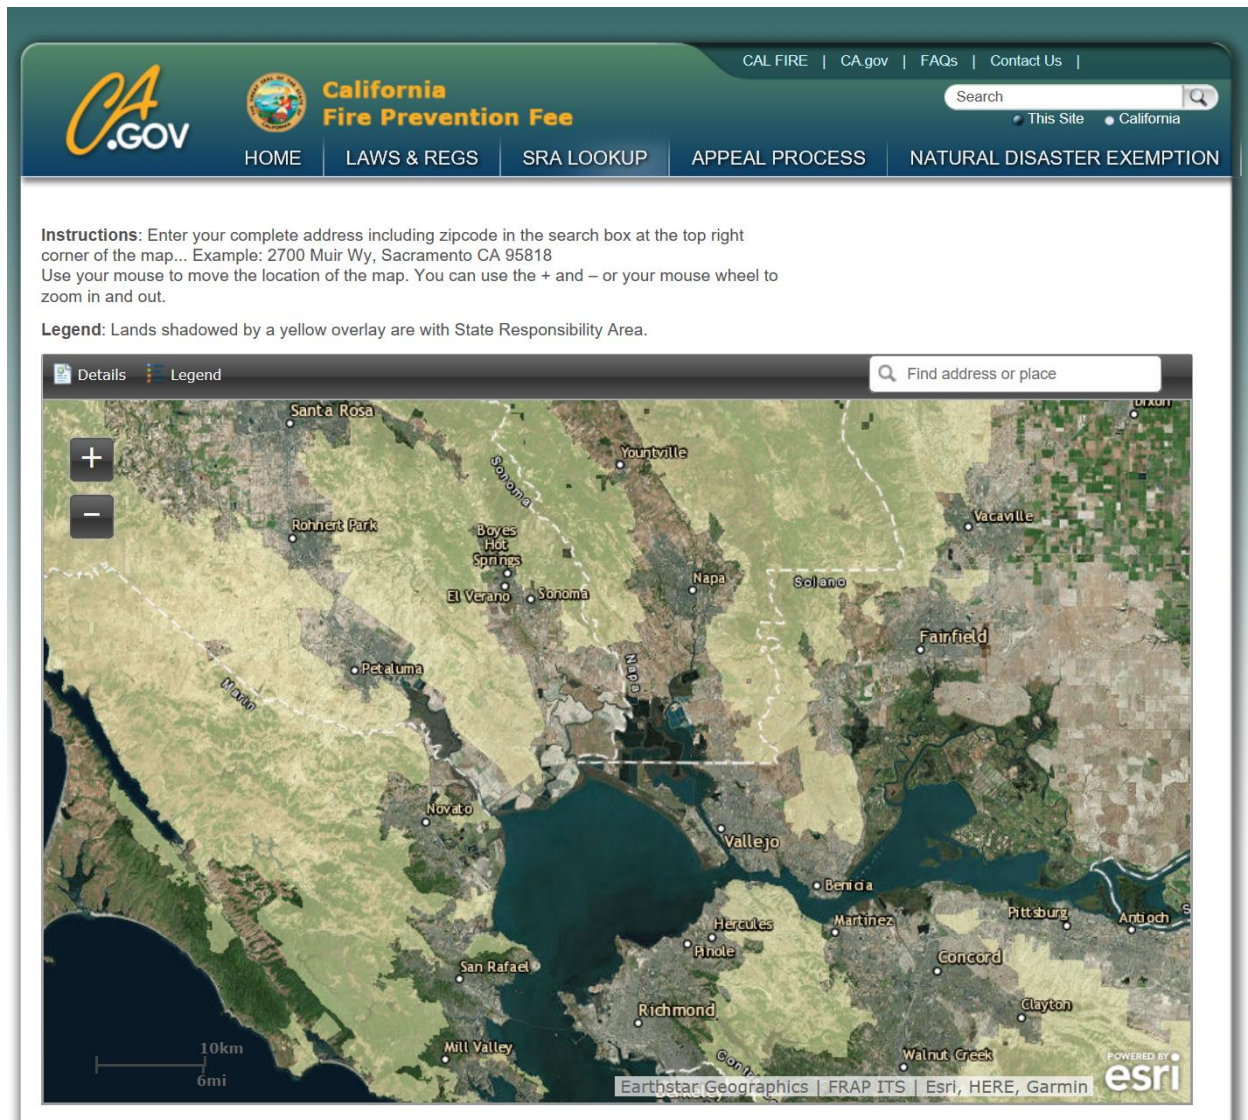 CAL FIRE | CA.gov | FAQs | Contact Us |
CA.GOV
California
Fire Prevention Fee
Search
This Site California
HOME LAWS & REGS SRA LOOKUP APPEAL PROCESS NATURAL DISASTER EXEMPTION
Instructions: Enter your complete address including zipcode in the search box at the top right
corner of the map... Example: 2700 Muir Wy, Sacramento CA 95818
Use your mouse to move the location of the map. You can use the + and – or your mouse wheel to
zoom in and out.
Legend: Lands shadowed by a yellow overlay are with State Responsibility Area.
Details Legend
Find address or place
Dixon
Santa Rosa
+
Yountville
Sonoma
−
Vacaville
Rohnert Park
Boyes
Hot
Springs
Napa
Solano
El Verano
Sonoma
Fairfield
Petaluma
Napa
Marin
Novato
Vallejo
Benicia
Hercules
Martinez
Pittsburg
Antioch
Pinole
Concord
San Rafael
Richmond
Clayton
10km
6mi
Mill Valley
Walnut Creek
POWERED BY
esri
Earthstar Geographics | FRAP ITS | Esri, HERE, Garmin